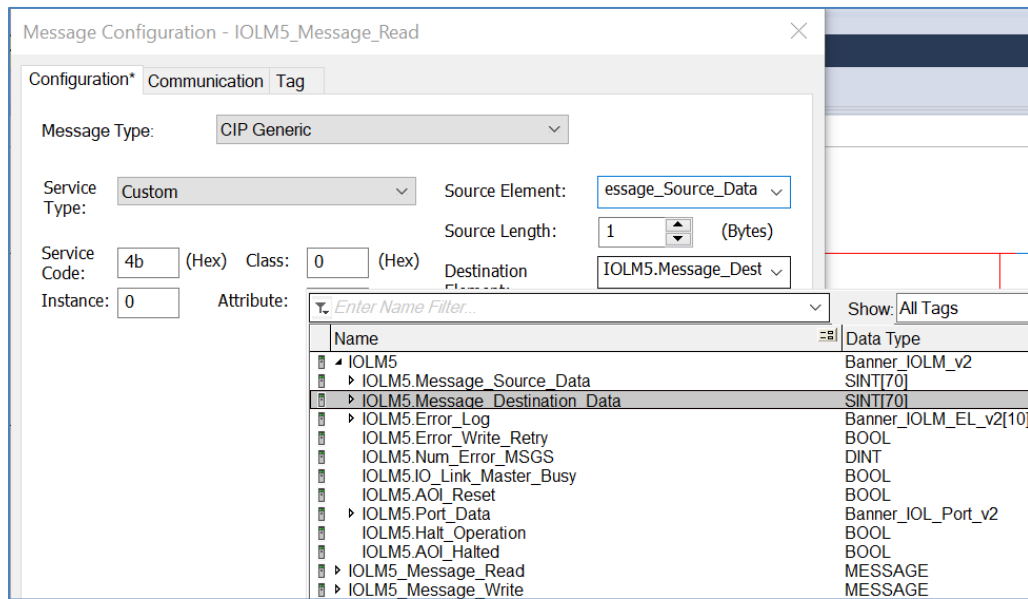 Message Configuration - IOLM5_Message_Read
Configuration* Communication Tag
Message Type: CIP Generic
Service Type: Custom
Source Element: essage_Source_Data
Source Length: 1 (Bytes)
Service Code: 4b (Hex) Class: 0 (Hex)
Destination IOLM5.Message_Dest
Instance: 0 Attribute:
Enter Name Filter... Show: All Tags
Name Data Type
IOLM5 Banner_IOLM_v2
IOLM5.Message_Source_Data SINT[70]
IOLM5.Message_Destination_Data SINT[70]
IOLM5.Error_Log Banner_IOLM_EL_v2[10]
IOLM5.Error_Write_Retry BOOL
IOLM5.Num_Error_MSGS DINT
IOLM5.IO_Link_Master_Busy BOOL
IOLM5.AOI_Reset BOOL
IOLM5.Port_Data Banner_IOL_Port_v2
IOLM5.Halt_Operation BOOL
IOLM5.AOI_Halted BOOL
IOLM5_Message_Read MESSAGE
IOLM5_Message_Write MESSAGE